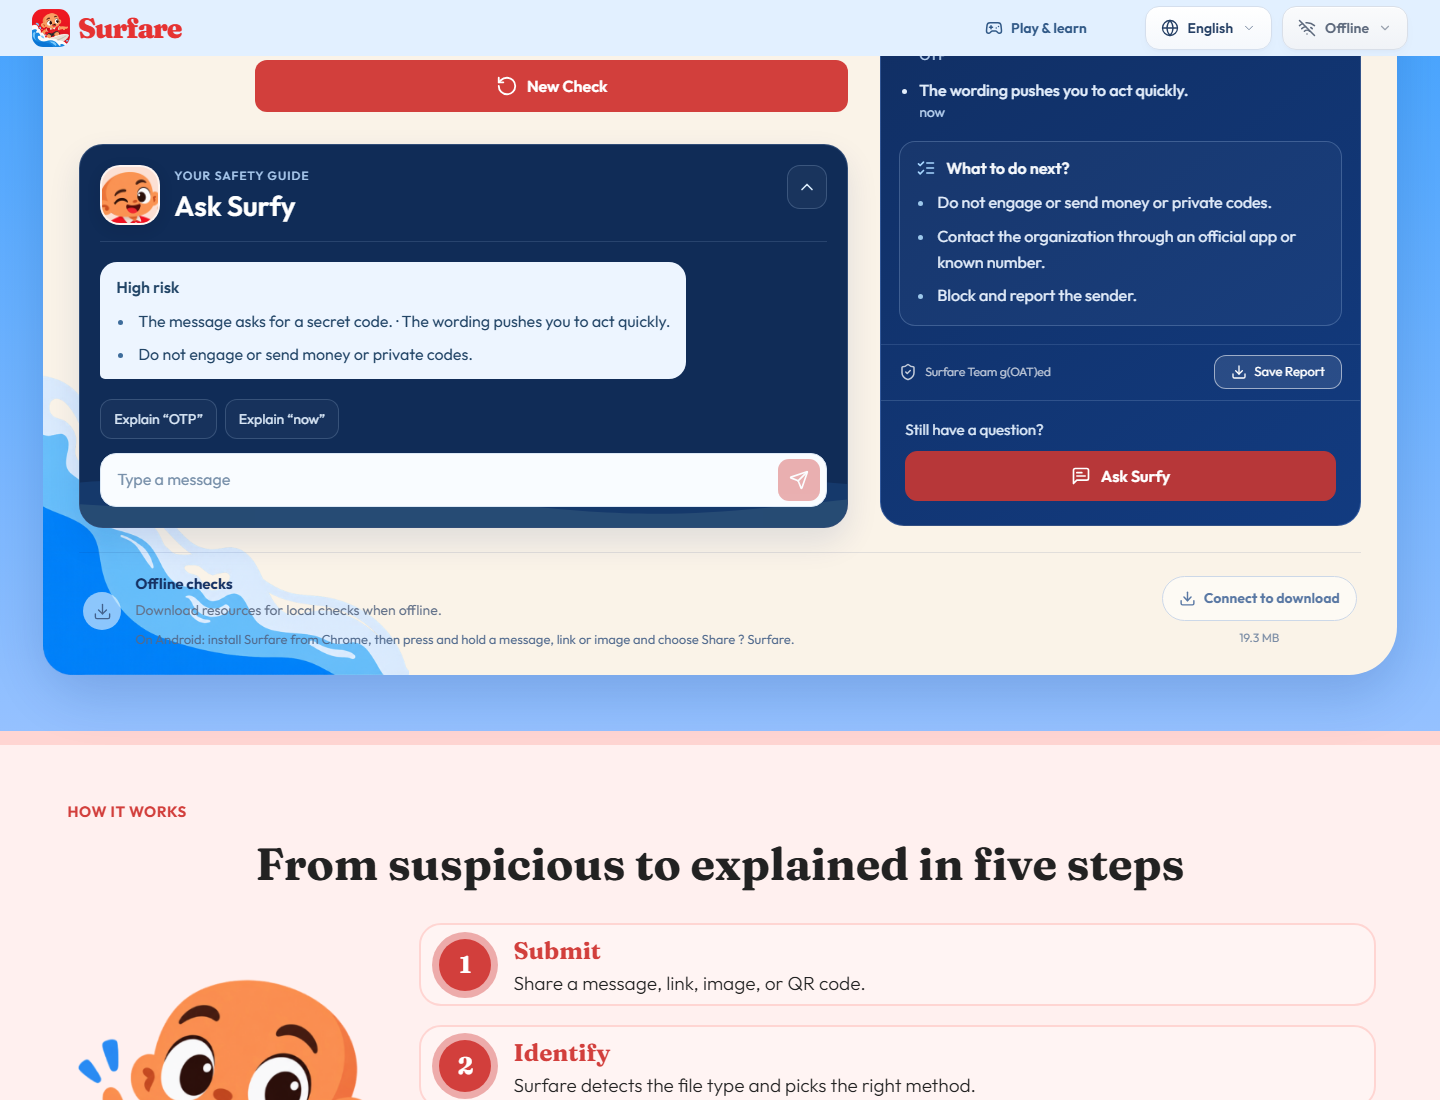 Surfare
Play & learn
English
Offline
New Check
The wording pushes you to act quickly.
now
YOUR SAFETY GUIDE
Ask Surfy
High risk
The message asks for a secret code. · The wording pushes you to act quickly.
Do not engage or send money or private codes.
Explain “OTP”
Explain “now”
Type a message
What to do next?
Do not engage or send money or private codes.
Contact the organization through an official app or
known number.
Block and report the sender.
Surfare Team g(OAT)ed
Save Report
Still have a question?
Ask Surfy
Offline checks
Download resources for local checks when offline.
Android: install Surfare from Chrome, then press and hold a message, link or image and choose Share ? Surfare.
Connect to download
19.3 MB
HOW IT WORKS
From suspicious to explained in five steps
1
Submit
Share a message, link, image, or QR code.
2
Identify
Surfare detects the file type and picks the right method.